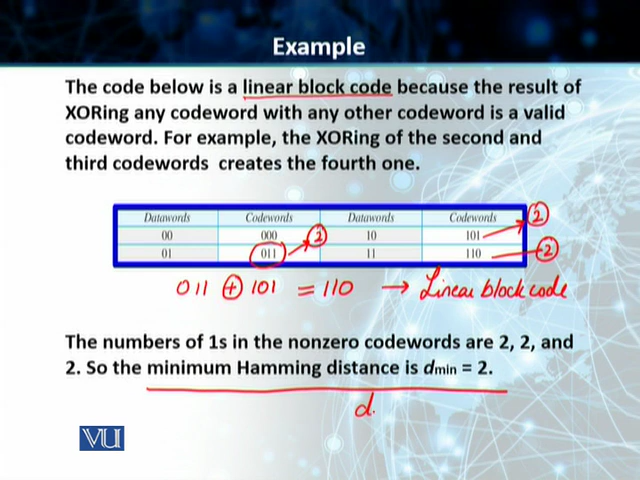 Example
The code below is a linear block code because the result of
XORing any codeword with any other codeword is a valid
codeword. For example, the XORing of the second and
third codewords creates the fourth one.
Datawords Codewords Datawords Codewords
00 000 10 101
01 011 11 110
2
2
2
011 ⊕ 101 = 110 → Linear block code
The numbers of 1s in the nonzero codewords are 2, 2, and
2. So the minimum Hamming distance is dmin = 2.
d.
VU